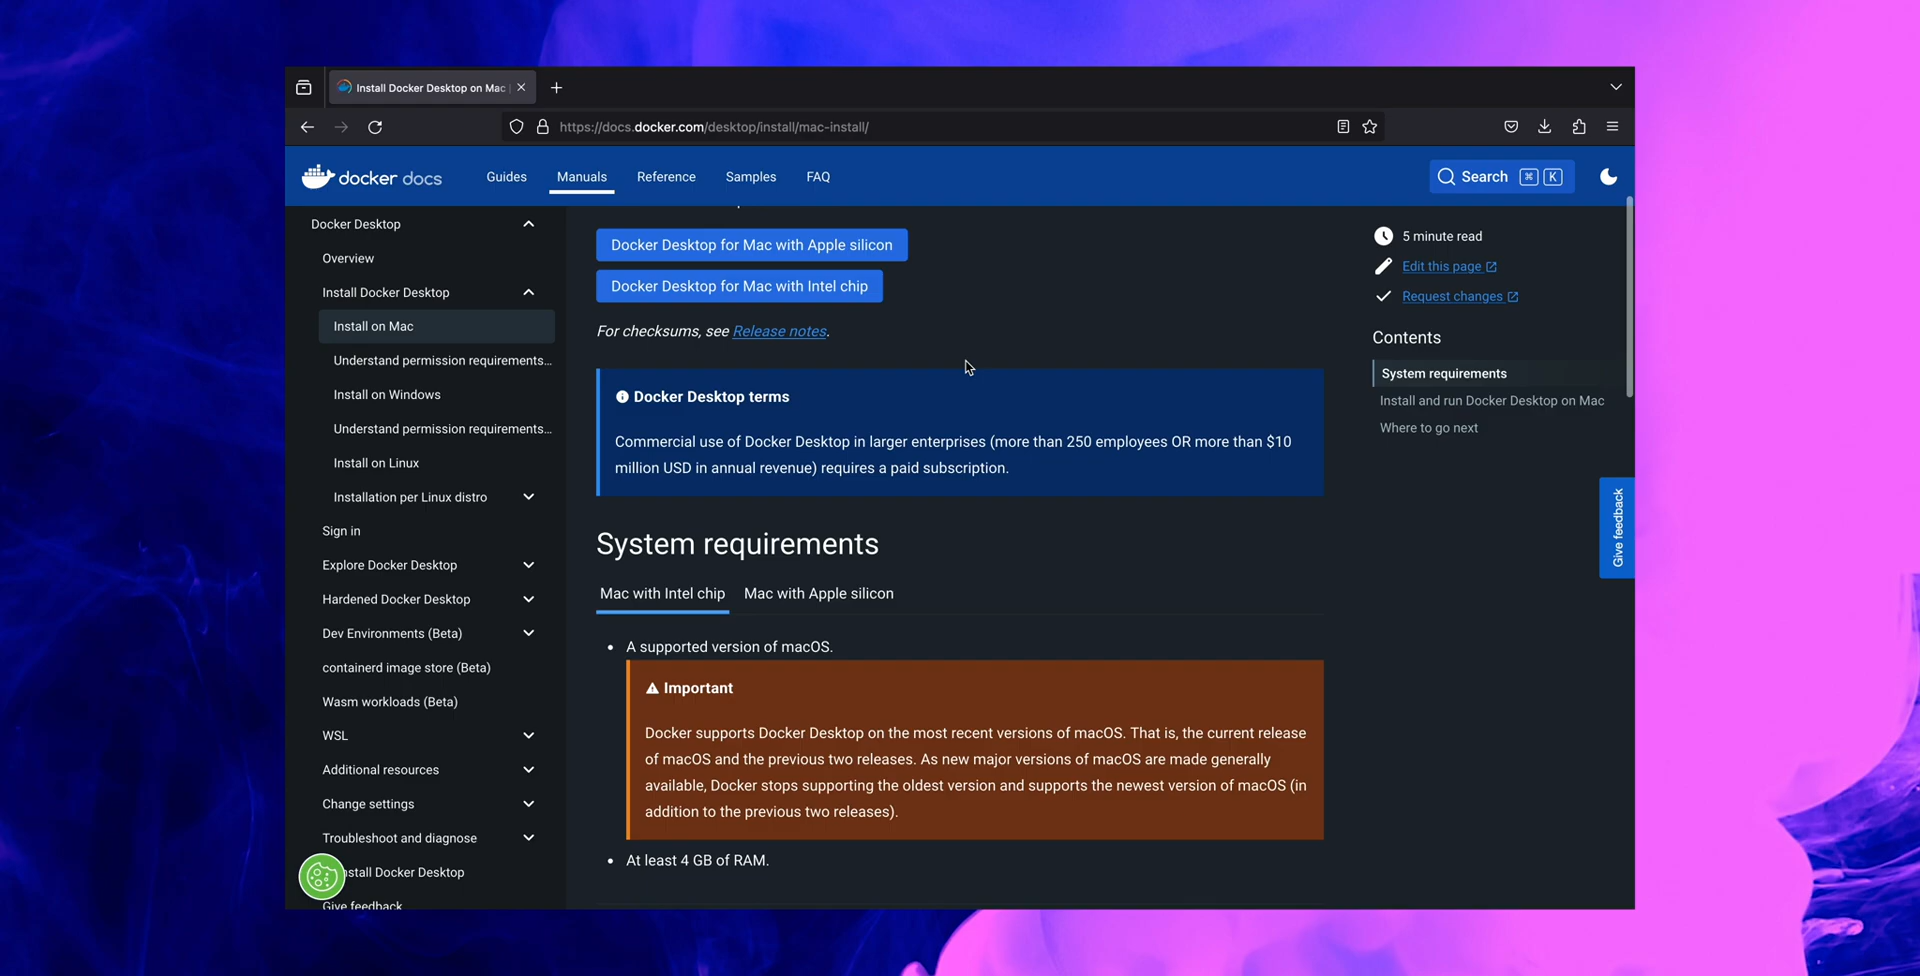 Install Docker Desktop on Mac
https://docs.docker.com/desktop/install/mac-install/
docker docs
Guides
Manuals
Reference
Samples
FAQ
Search ⌘ K
Docker Desktop
Overview
Install Docker Desktop
Install on Mac
Understand permission requirements...
Install on Windows
Understand permission requirements...
Install on Linux
Installation per Linux distro
Sign in
Explore Docker Desktop
Hardened Docker Desktop
Dev Environments (Beta)
containerd image store (Beta)
Wasm workloads (Beta)
WSL
Additional resources
Change settings
Troubleshoot and diagnose
stall Docker Desktop
Give feedback
Docker Desktop for Mac with Apple silicon
Docker Desktop for Mac with Intel chip
For checksums, see Release notes.
Docker Desktop terms
Commercial use of Docker Desktop in larger enterprises (more than 250 employees OR more than $10
million USD in annual revenue) requires a paid subscription.
System requirements
Mac with Intel chip
Mac with Apple silicon
• A supported version of macOS.
Important
Docker supports Docker Desktop on the most recent versions of macOS. That is, the current release
of macOS and the previous two releases. As new major versions of macOS are made generally
available, Docker stops supporting the oldest version and supports the newest version of macOS (in
addition to the previous two releases).
• At least 4 GB of RAM.
5 minute read
Edit this page
Request changes
Contents
System requirements
Install and run Docker Desktop on Mac
Where to go next
Give feedback